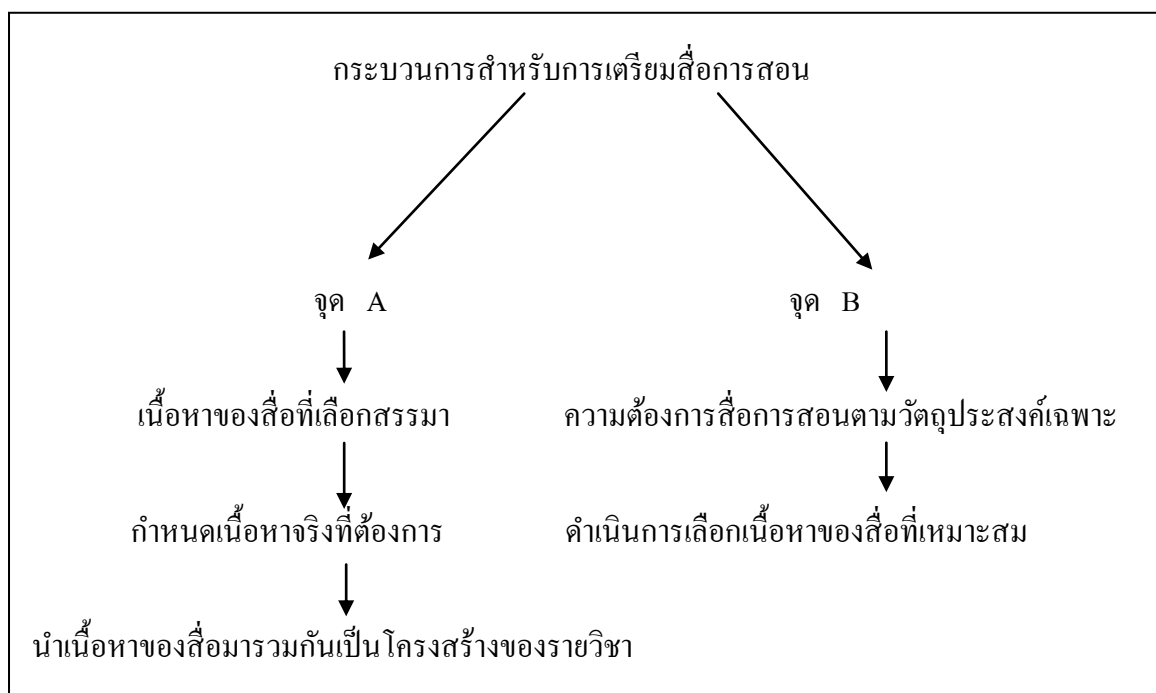 กระบวนการสำหรับการเตรียมสื่อการสอน
จุด A
จุด B
เนื้อหาของสื่อที่เลือกสรรมา
ความต้องการสื่อการสอนตามวัตถุประสงค์เฉพาะ
กำหนดเนื้อหาจริงที่ต้องการ
ดำเนินการเลือกเนื้อหาของสื่อที่เหมาะสม
นำเนื้อหาของสื่อมารวมกันเป็นโครงสร้างของรายวิชา